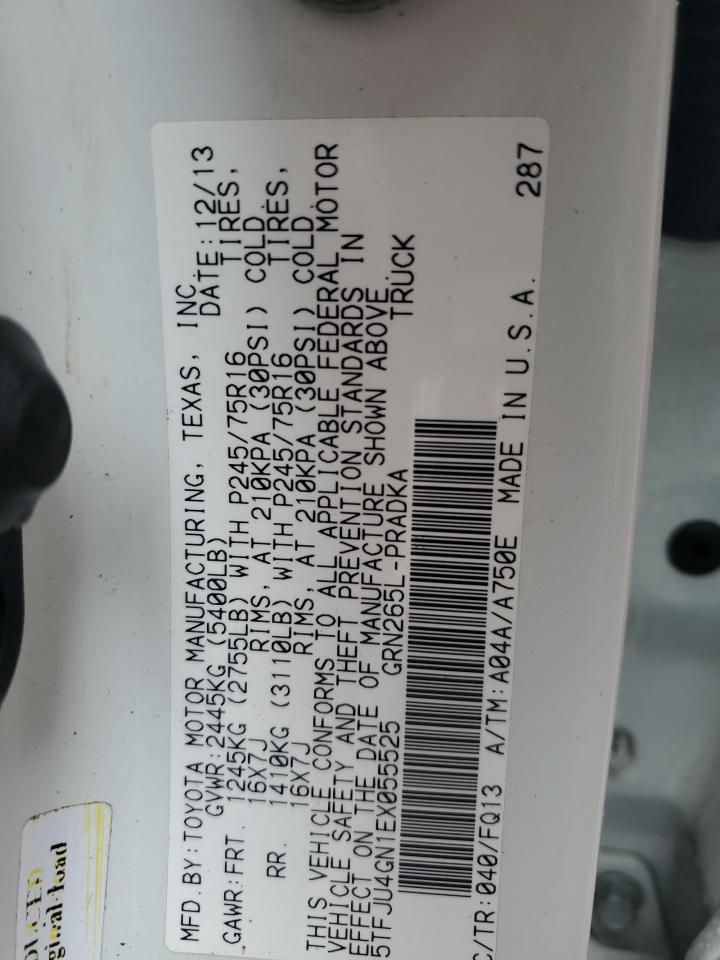 MFD.BY:TOYOTA MOTOR MANUFACTURING, TEXAS, INC.
GVWR:2445KG (5400LB) DATE:12/13
GAWR:FRT. 1245KG (2755LB) WITH P245/75R16 TIRES,
16X7J RIMS, AT 210KPA (30PSI) COLD
RR. 1410KG (3110LB) WITH P245/75R16 TIRES,
16X7J RIMS, AT 210KPA (30PSI) COLD
THIS VEHICLE CONFORMS TO ALL APPLICABLE FEDERAL MOTOR
VEHICLE SAFETY AND THEFT PREVENTION STANDARDS IN
EFFECT ON THE DATE OF MANUFACTURE SHOWN ABOVE.
5TFJU4GN1EX055525 GRN265L-PRADKA TRUCK
C/TR:040/FQ13 A/TM:A04A/A750E MADE IN U.S.A. 287
DUCED
ginal load